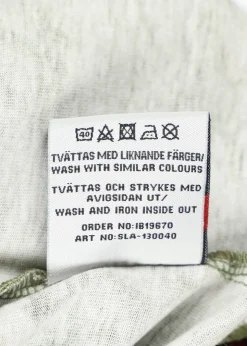 40
TVÄTTAS MED LIKNANDE FÄRGER/
WASH WITH SIMILAR COLOURS
TVÄTTAS OCH STRYKES MED
AVIGSIDAN UT/
WASH AND IRON INSIDE OUT
ORDER NO:IB19670
ART NO:SLA-130040